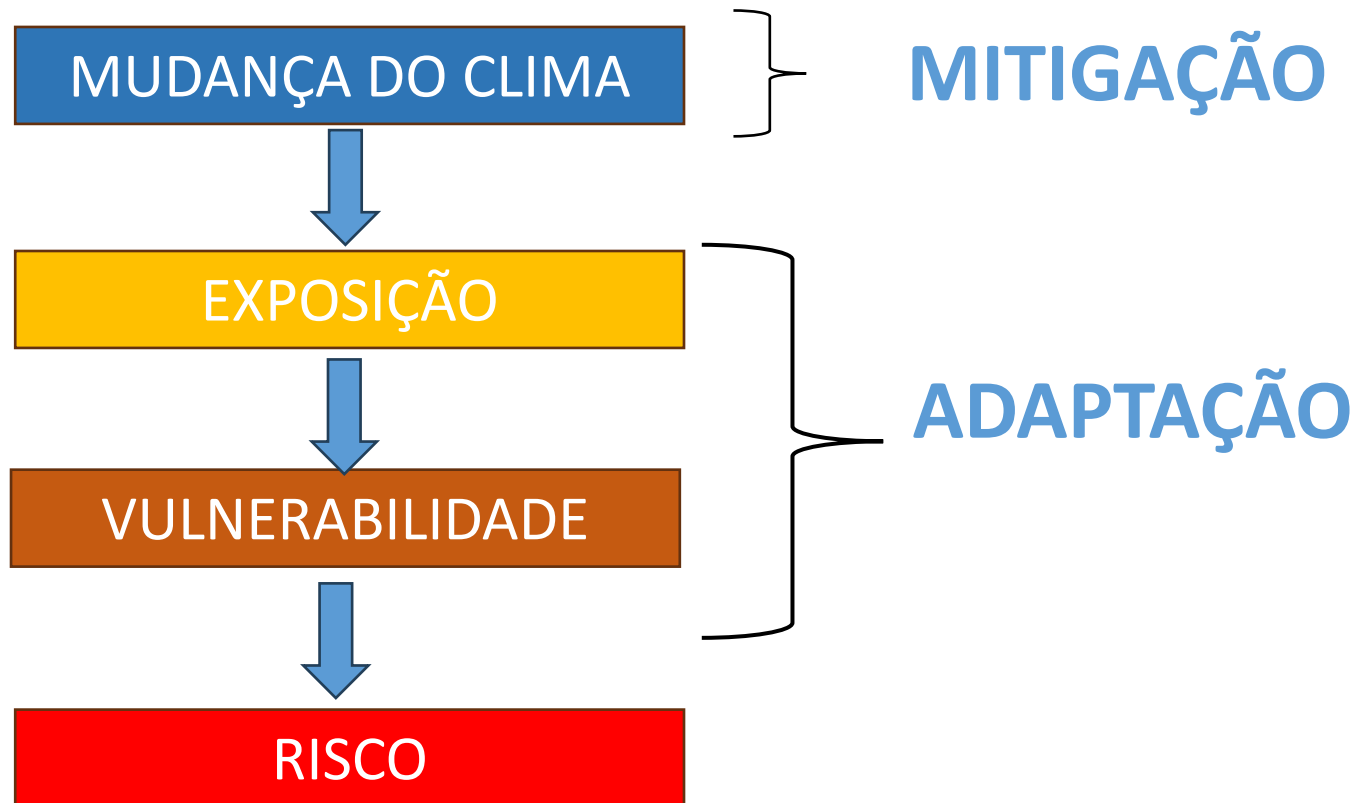 MUDANÇA DO CLIMA
MITIGAÇÃO
EXPOSIÇÃO
ADAPTAÇÃO
VULNERABILIDADE
RISCO